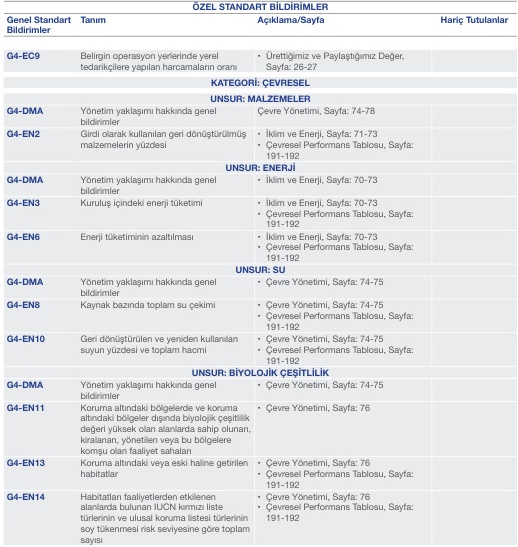 ÖZEL STANDART BİLDİRİMLER
Genel Standart Bildirimler Tanım Açıklama/Sayfa Hariç Tutulanlar
G4-EC9 Belirgin operasyon yerlerinde yerel • Ürettiğimiz ve Paylaştığımız Değer,
tedarikçilere yapılan harcamaların oranı Sayfa: 26-27
KATEGORİ: ÇEVRESEL
UNSUR: MALZEMELER
G4-DMA Yönetim yaklaşımı hakkında genel Çevre Yönetimi, Sayfa: 74-78
bildirimler
G4-EN2 Girdi olarak kullanılan geri dönüştürülmüş • İklim ve Enerji, Sayfa: 71-73
malzemelerin yüzdesi • Çevresel Performans Tablosu, Sayfa:
191-192
UNSUR: ENERJİ
G4-DMA Yönetim yaklaşımı hakkında genel • İklim ve Enerji, Sayfa: 70-73
bildirimler
G4-EN3 Kuruluş içindeki enerji tüketimi • İklim ve Enerji, Sayfa: 70-73
• Çevresel Performans Tablosu, Sayfa:
191-192
G4-EN6 Enerji tüketiminin azaltılması • İklim ve Enerji, Sayfa: 70-73
• Çevresel Performans Tablosu, Sayfa:
191-192
UNSUR: SU
G4-DMA Yönetim yaklaşımı hakkında genel • Çevre Yönetimi, Sayfa: 74-75
bildirimler
G4-EN8 Kaynak bazında toplam su çekimi • Çevre Yönetimi, Sayfa: 74-75
• Çevresel Performans Tablosu, Sayfa:
191-192
G4-EN10 Geri dönüştürülen ve yeniden kullanılan • Çevre Yönetimi, Sayfa: 74-75
suyun yüzdesi ve toplam hacmi • Çevresel Performans Tablosu, Sayfa:
191-192
UNSUR: BİYOLOJİK ÇEŞİTLİLİK
G4-DMA Yönetim yaklaşımı hakkında genel • Çevre Yönetimi, Sayfa: 74-75
bildirimler
G4-EN11 Koruma altındaki bölgelerde ve koruma • Çevre Yönetimi, Sayfa: 76
altındaki bölgeler dışında biyolojik çeşitlilik
değeri yüksek olan alanlarda sahip olunan,
kiralanan, yönetilen veya bu bölgelere
komşu olan faaliyet sahaları
G4-EN13 Koruma altındaki veya eski haline getirilen • Çevre Yönetimi, Sayfa: 76
habitatlar • Çevresel Performans Tablosu, Sayfa:
191-192
G4-EN14 Habitatları faaliyetlerden etkilenen • Çevre Yönetimi, Sayfa: 76
alanlarda bulunan IUCN kırmızı liste • Çevresel Performans Tablosu, Sayfa:
türlerinin ve ulusal koruma listesi türlerinin 191-192
soy tükenmesi risk seviyesine göre toplam
sayısı